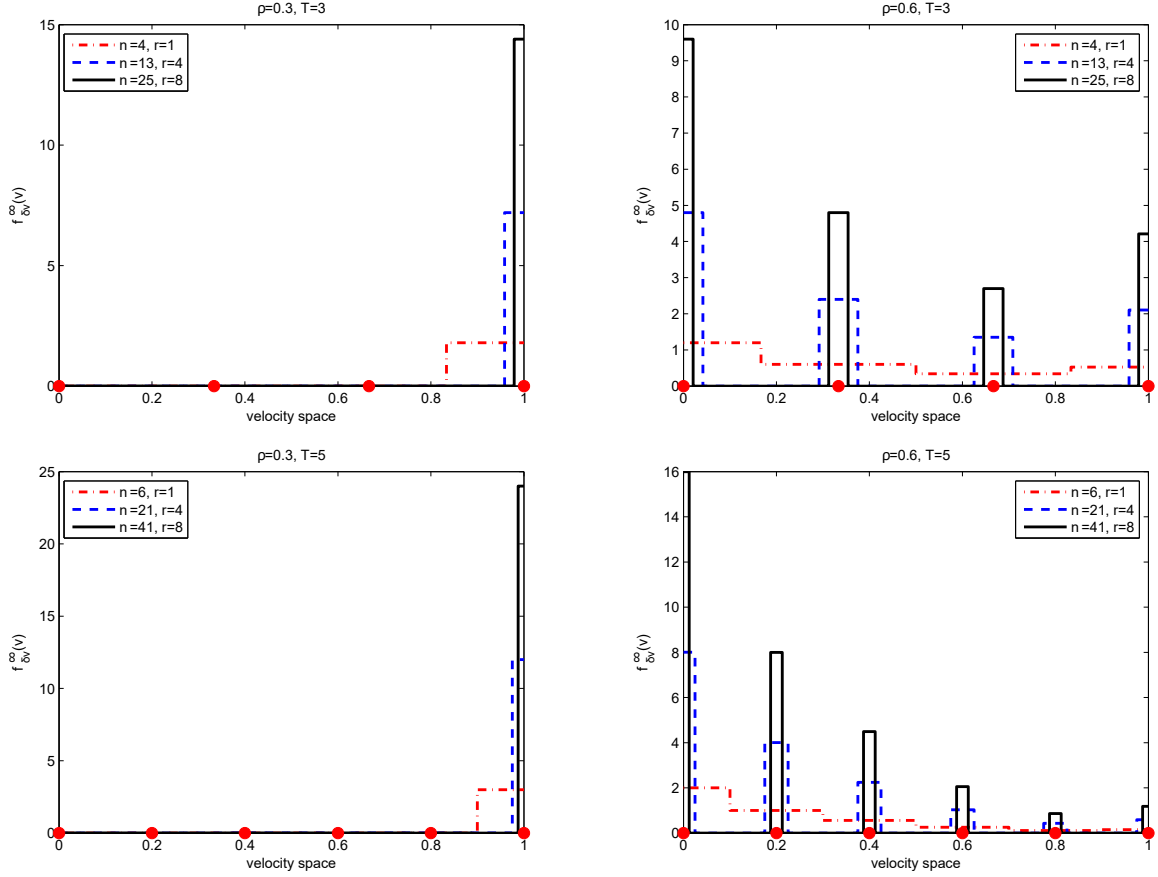 ρ=0.3, T=3
15
10
5
0
n=4, r=1
n=13, r=4
n=25, r=8
f^∞_δv(v)
0 0.2 0.4 0.6 0.8 1
velocity space
ρ=0.6, T=3
10
9
8
7
6
5
4
3
2
1
0
n=4, r=1
n=13, r=4
n=25, r=8
f^∞_δv(v)
0 0.2 0.4 0.6 0.8 1
velocity space
ρ=0.3, T=5
25
20
15
10
5
0
n=6, r=1
n=21, r=4
n=41, r=8
f^∞_δv(v)
0 0.2 0.4 0.6 0.8 1
velocity space
ρ=0.6, T=5
16
14
12
10
8
6
4
2
0
n=6, r=1
n=21, r=4
n=41, r=8
f^∞_δv(v)
0 0.2 0.4 0.6 0.8 1
velocity space